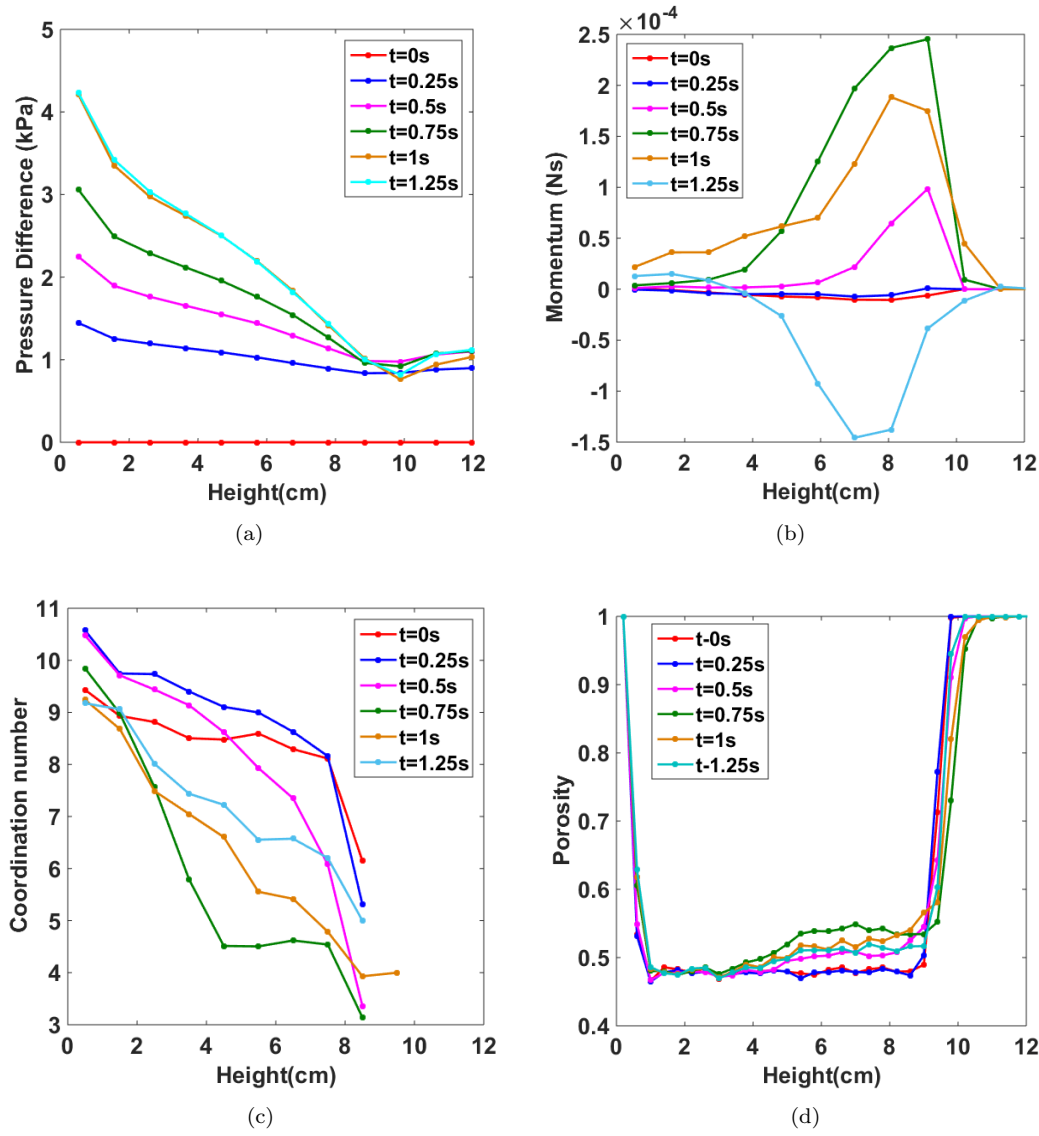 5
4
3
2
1
0
Pressure Difference (kPa)
0 2 4 6 8 10 12
Height(cm)
t=0s
t=0.25s
t=0.5s
t=0.75s
t=1s
t=1.25s
(a)
×10⁻⁴
2.5
2
1.5
1
0.5
0
-0.5
-1
-1.5
Momentum (Ns)
0 2 4 6 8 10 12
Height(cm)
t=0s
t=0.25s
t=0.5s
t=0.75s
t=1s
t=1.25s
(b)
11
10
9
8
7
6
5
4
3
Coordination number
0 2 4 6 8 10 12
Height(cm)
t=0s
t=0.25s
t=0.5s
t=0.75s
t=1s
t=1.25s
(c)
1
0.9
0.8
0.7
0.6
0.5
0.4
Porosity
0 2 4 6 8 10 12
Height(cm)
t-0s
t=0.25s
t=0.5s
t=0.75s
t=1s
t-1.25s
(d)